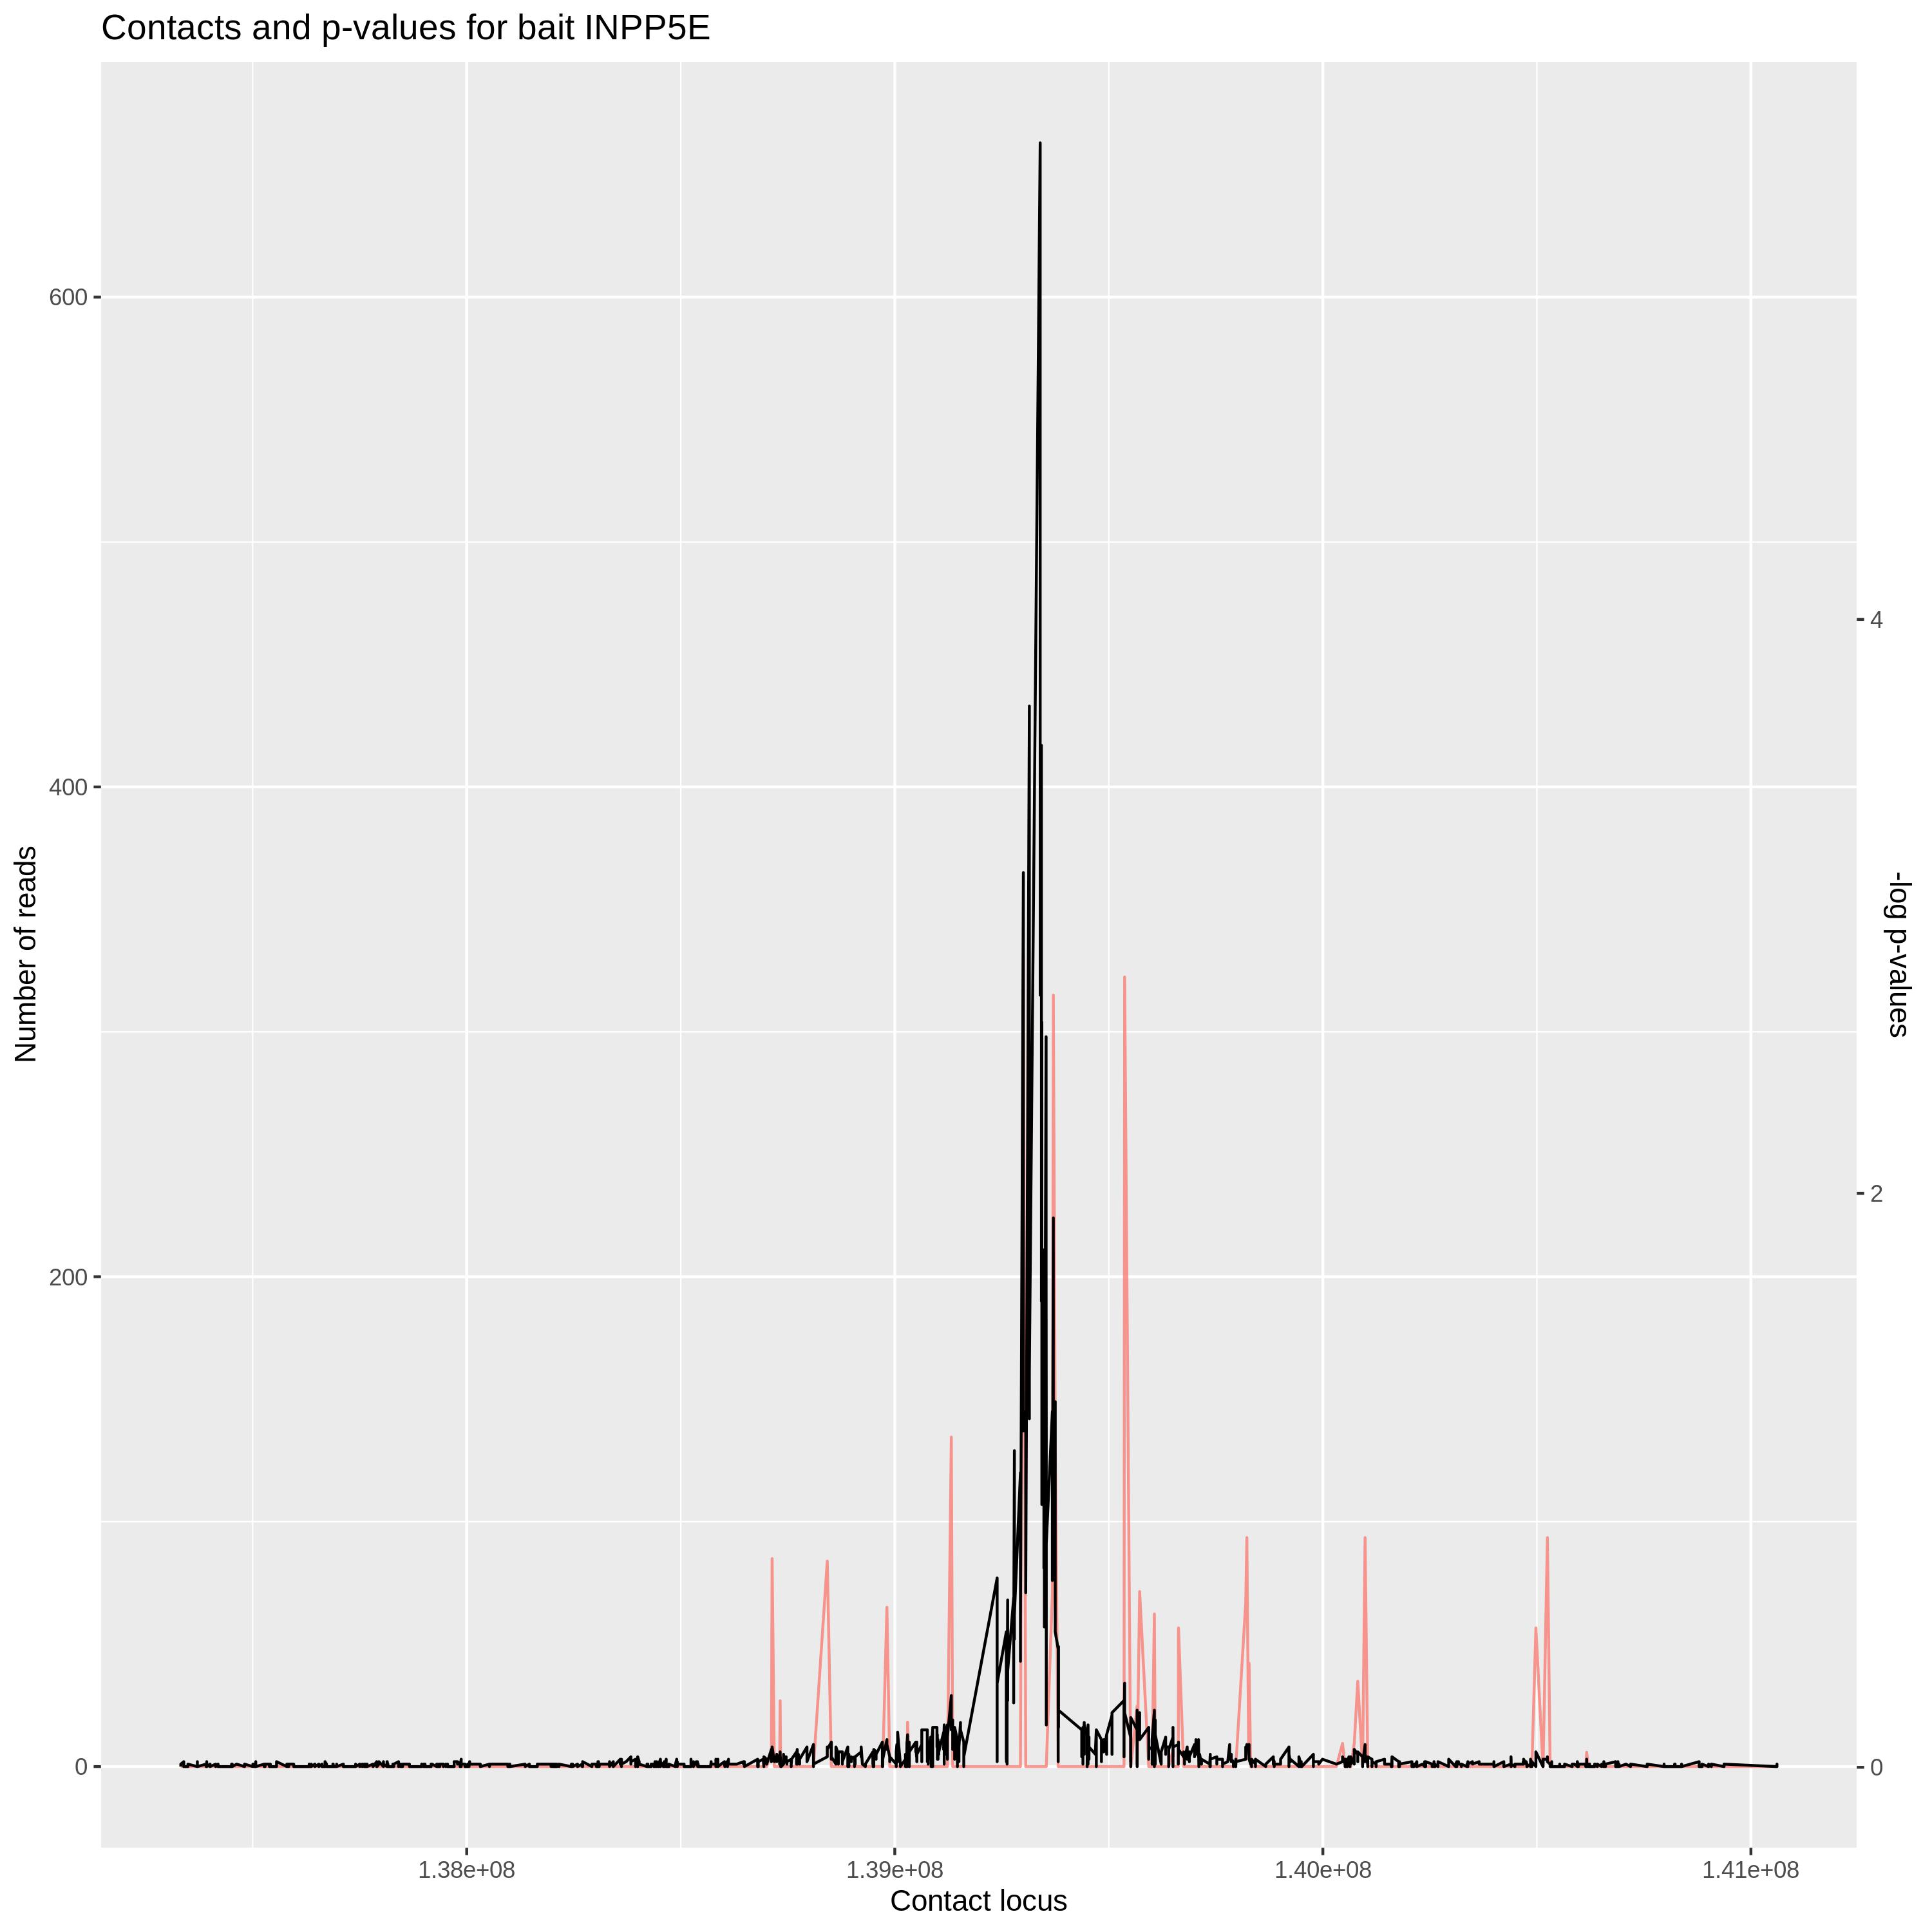 Contacts and p-values for bait INPP5E
600
400
200
0
Number of reads
4
2
0
-log p-values
1.38e+08
1.39e+08
1.40e+08
1.41e+08
Contact locus